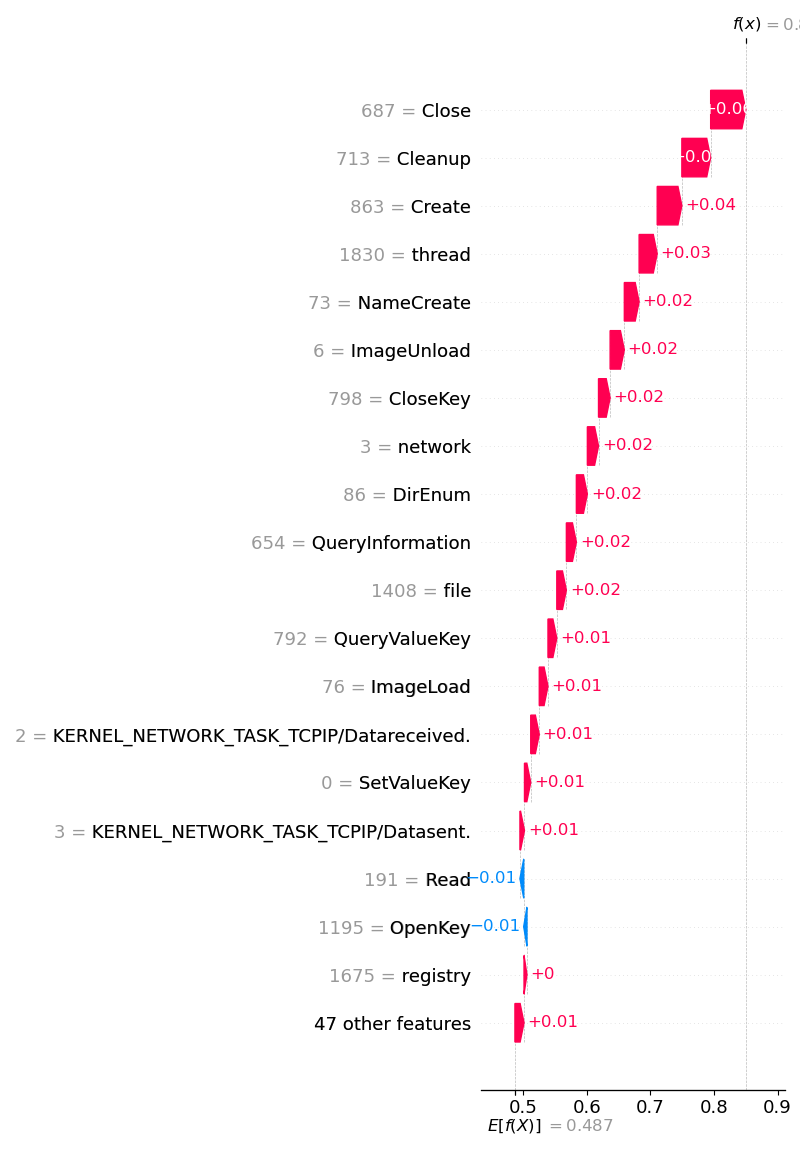 f(x) = 0.8
687 = Close +0.06
713 = Cleanup +0.0
863 = Create +0.04
1830 = thread +0.03
73 = NameCreate +0.02
6 = ImageUnload +0.02
798 = CloseKey +0.02
3 = network +0.02
86 = DirEnum +0.02
654 = QueryInformation +0.02
1408 = file +0.02
792 = QueryValueKey +0.01
76 = ImageLoad +0.01
2 = KERNEL_NETWORK_TASK_TCPIP/Datareceived. +0.01
0 = SetValueKey +0.01
3 = KERNEL_NETWORK_TASK_TCPIP/Datasent. +0.01
191 = Read −0.01
1195 = OpenKey −0.01
1675 = registry +0
47 other features +0.01
0.5 0.6 0.7 0.8 0.9
E[f(X)] = 0.487